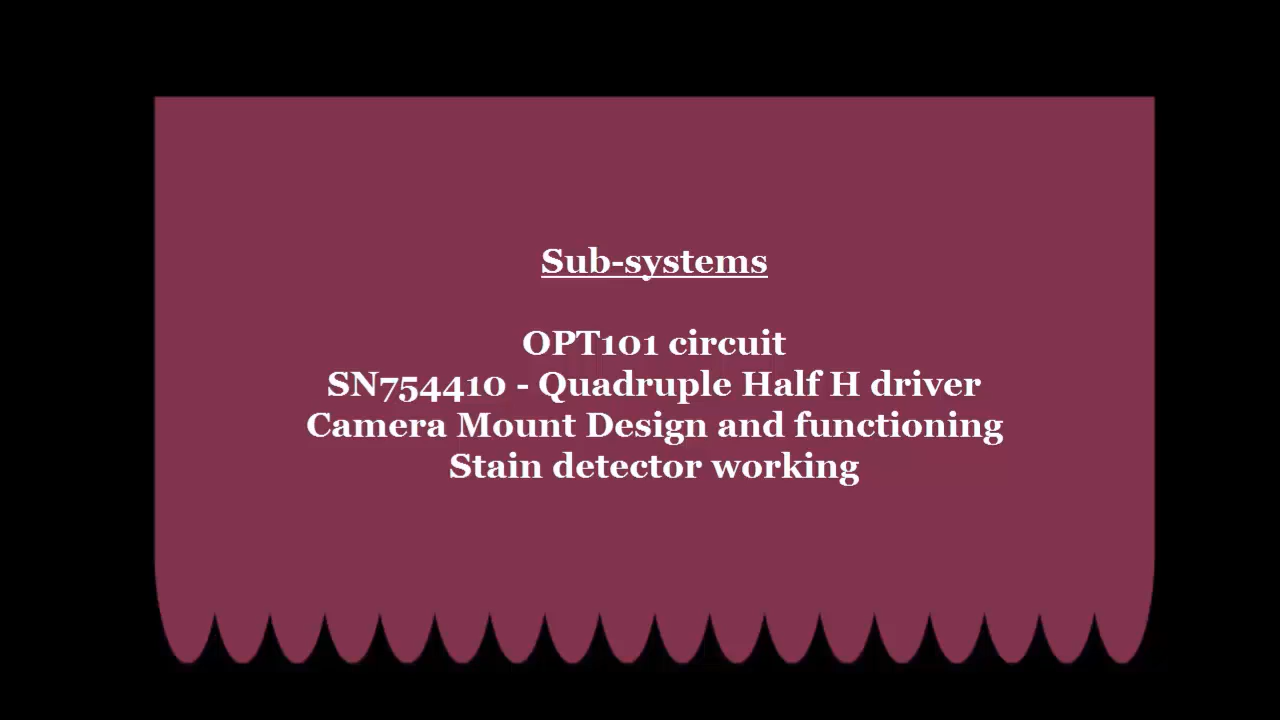 Sub-systems
OPT101 circuit
SN754410 - Quadruple Half H driver
Camera Mount Design and functioning
Stain detector working